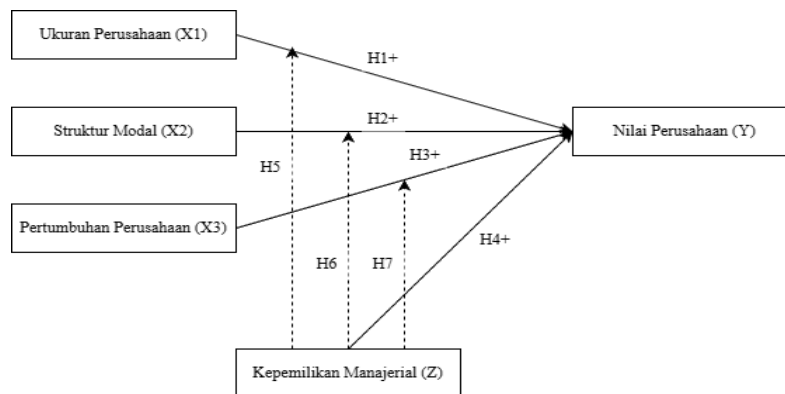 Ukuran Perusahaan (X1)
H1+
Struktur Modal (X2)
H2+
Nilai Perusahaan (Y)
H3+
H5
Pertumbuhan Perusahaan (X3)
H4+
H6
H7
Kepemilikan Manajerial (Z)